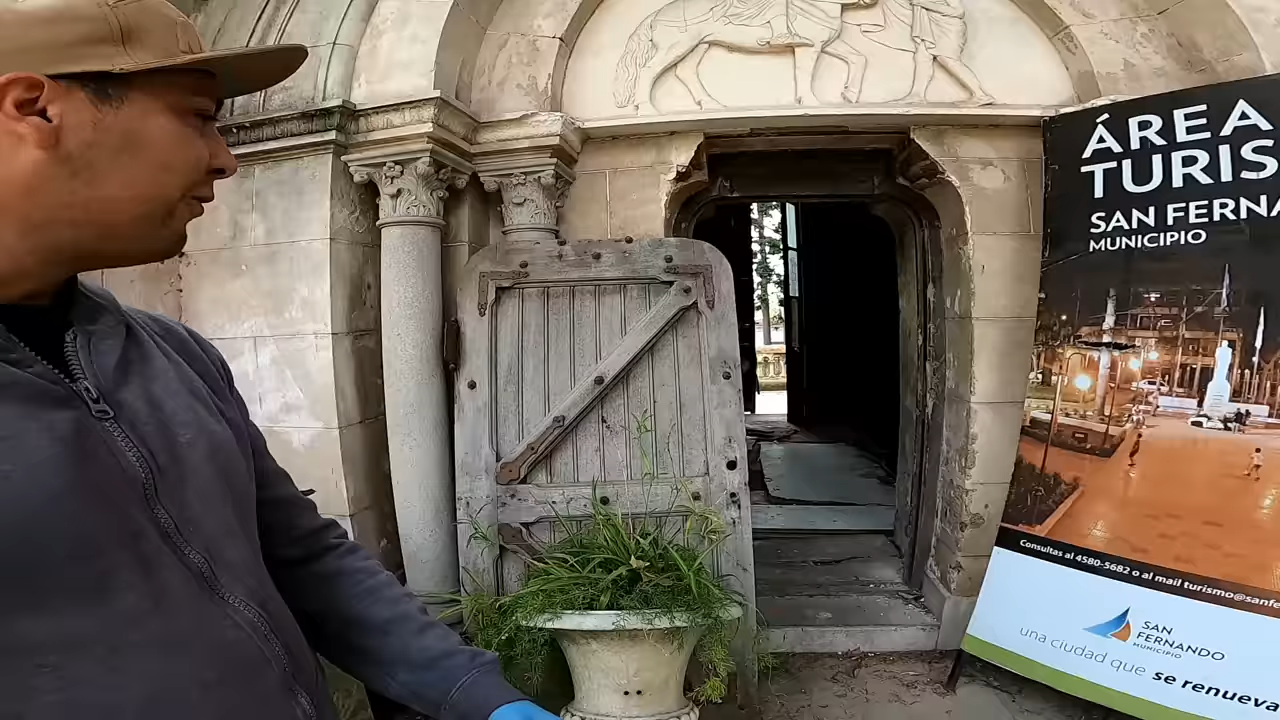 ÁREA
TURIS
SAN FERNA
MUNICIPIO
Consultas al 4580-5682 o al mail turismo@sanfe
SAN
FERNANDO
MUNICIPIO
una ciudad que se renueva